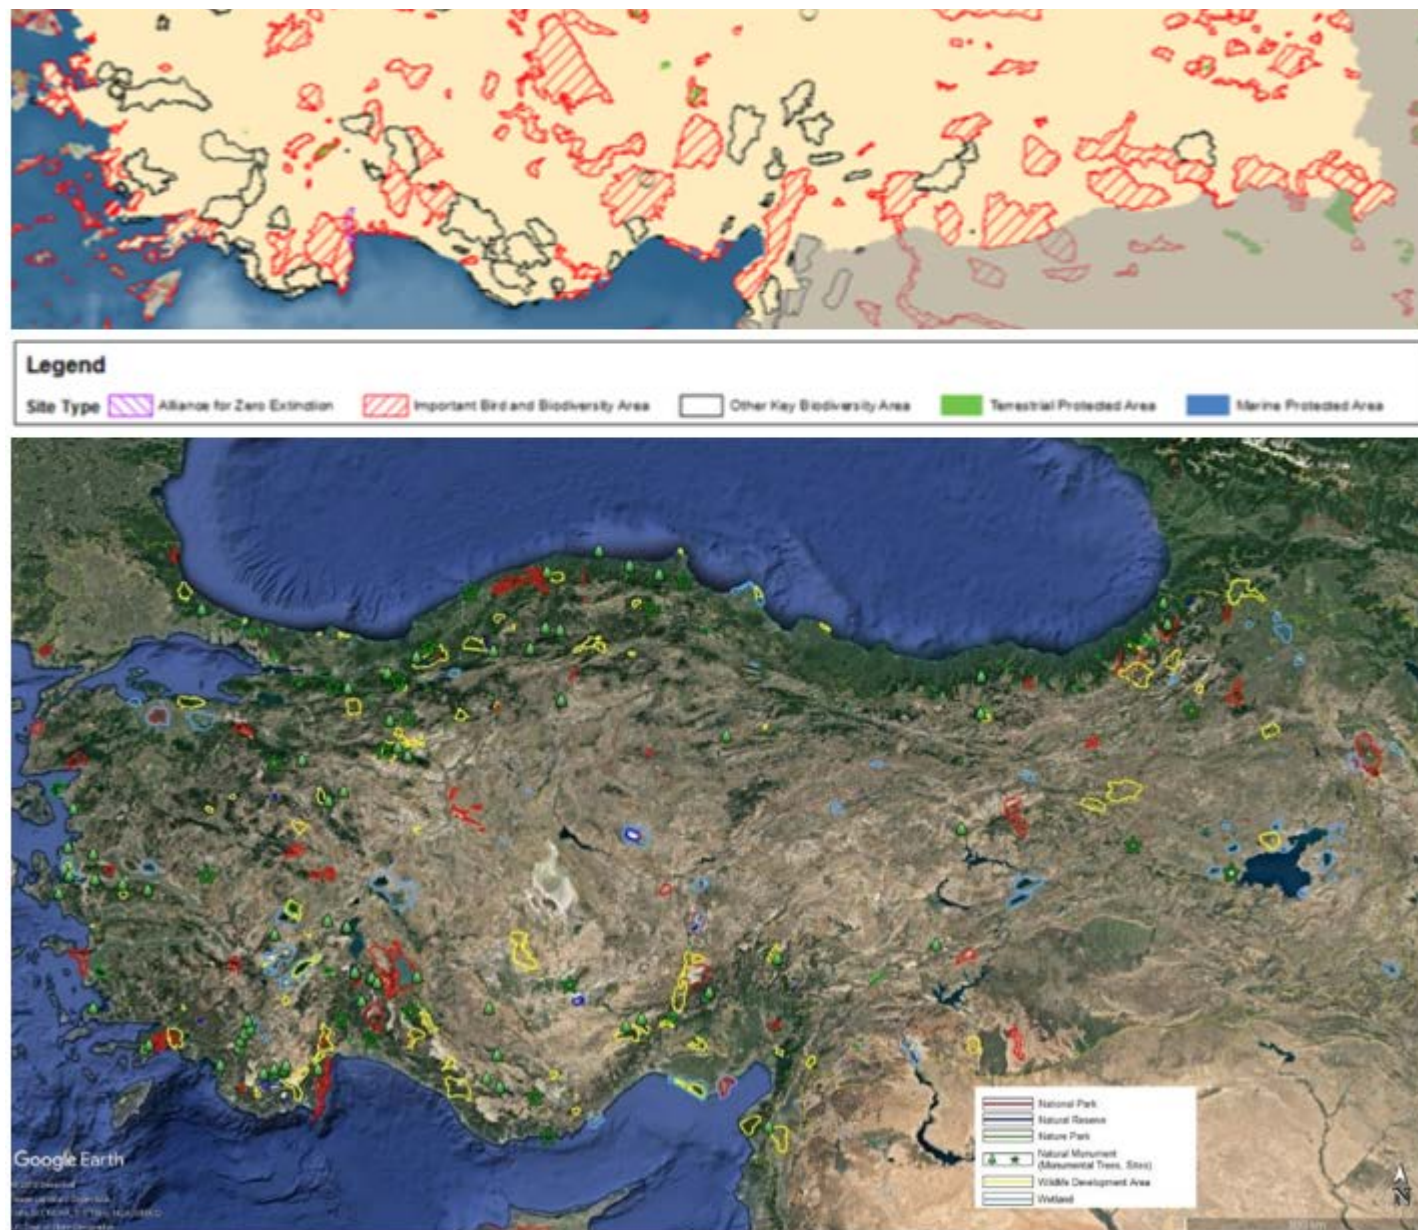 Legend
Site Type Alliance for Zero Extinction Important Bird and Biodiversity Area Other Key Biodiversity Area Terrestrial Protected Area Marine Protected Area
National Park
Natural Reserve
Nature Park
Natural Monument
(Monumental Trees, Sites)
Wildlife Development Area
Wetland
Google Earth
N